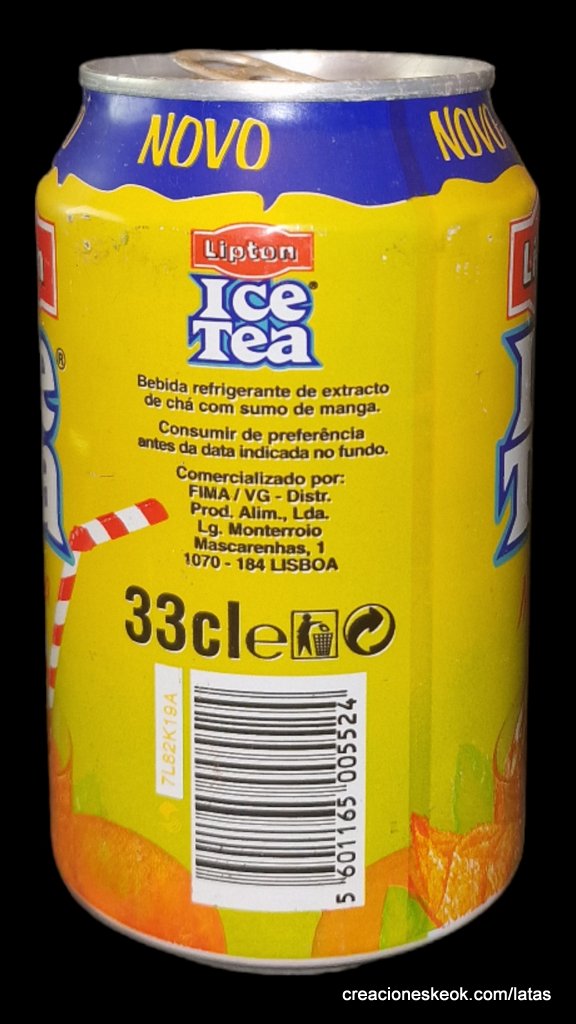 NOVO
NOVO
Lipton
ICe
Tea
Bebida refrigerante de extracto
de chá com sumo de manga.
Consumir de preferência
antes da data indicada no fundo.
Comercializado por:
FIMA / VG - Distr.
Prod. Alim., Lda.
Lg. Monterroio
Mascarenhas, 1
1070 - 184 LISBOA
33cl e
7L82K19A
5 601165 005524
creacioneskeok.com/latas